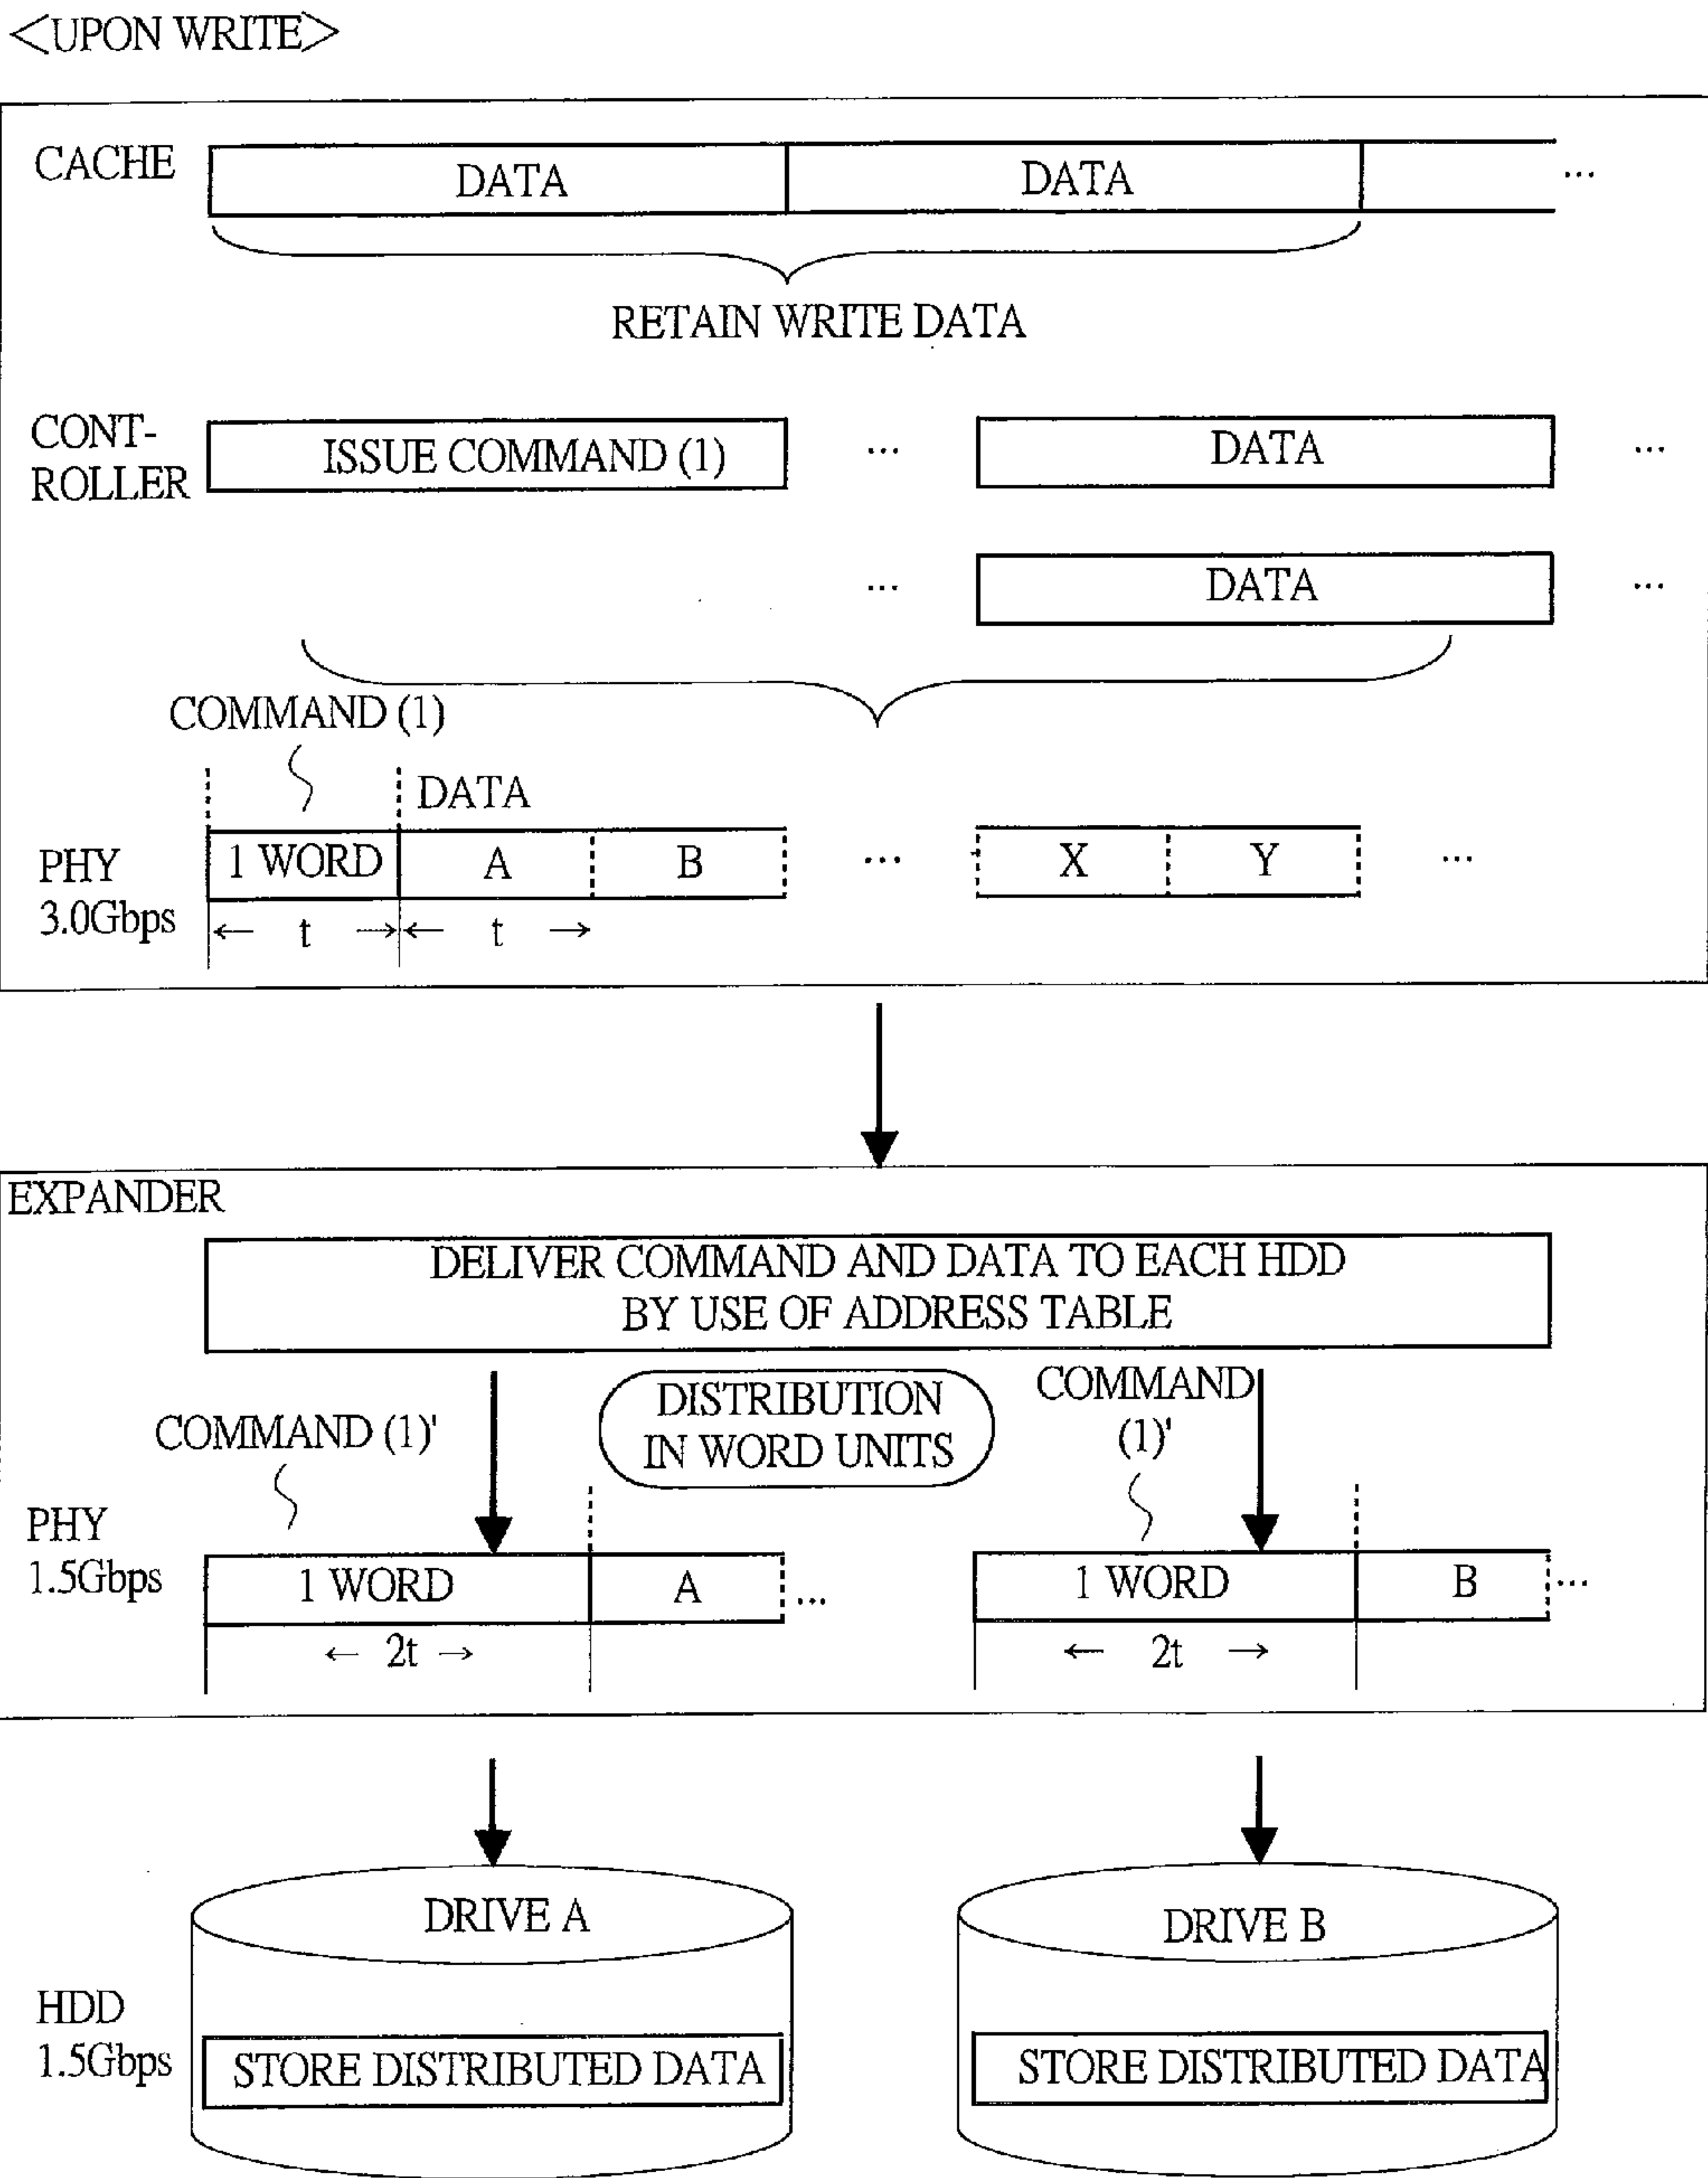 <UPON WRITE>
CACHE
DATA
DATA
...
RETAIN WRITE DATA
CONT-
ROLLER
ISSUE COMMAND (1)
...
DATA
...
...
DATA
...
COMMAND (1)
DATA
PHY
3.0Gbps
1 WORD
A
B
...
X
Y
...
← t →
← t →
EXPANDER
DELIVER COMMAND AND DATA TO EACH HDD
BY USE OF ADDRESS TABLE
COMMAND (1)'
DISTRIBUTION
IN WORD UNITS
COMMAND
(1)'
PHY
1.5Gbps
1 WORD
A
...
1 WORD
B
...
← 2t →
← 2t →
DRIVE A
DRIVE B
HDD
1.5Gbps
STORE DISTRIBUTED DATA
STORE DISTRIBUTED DATA